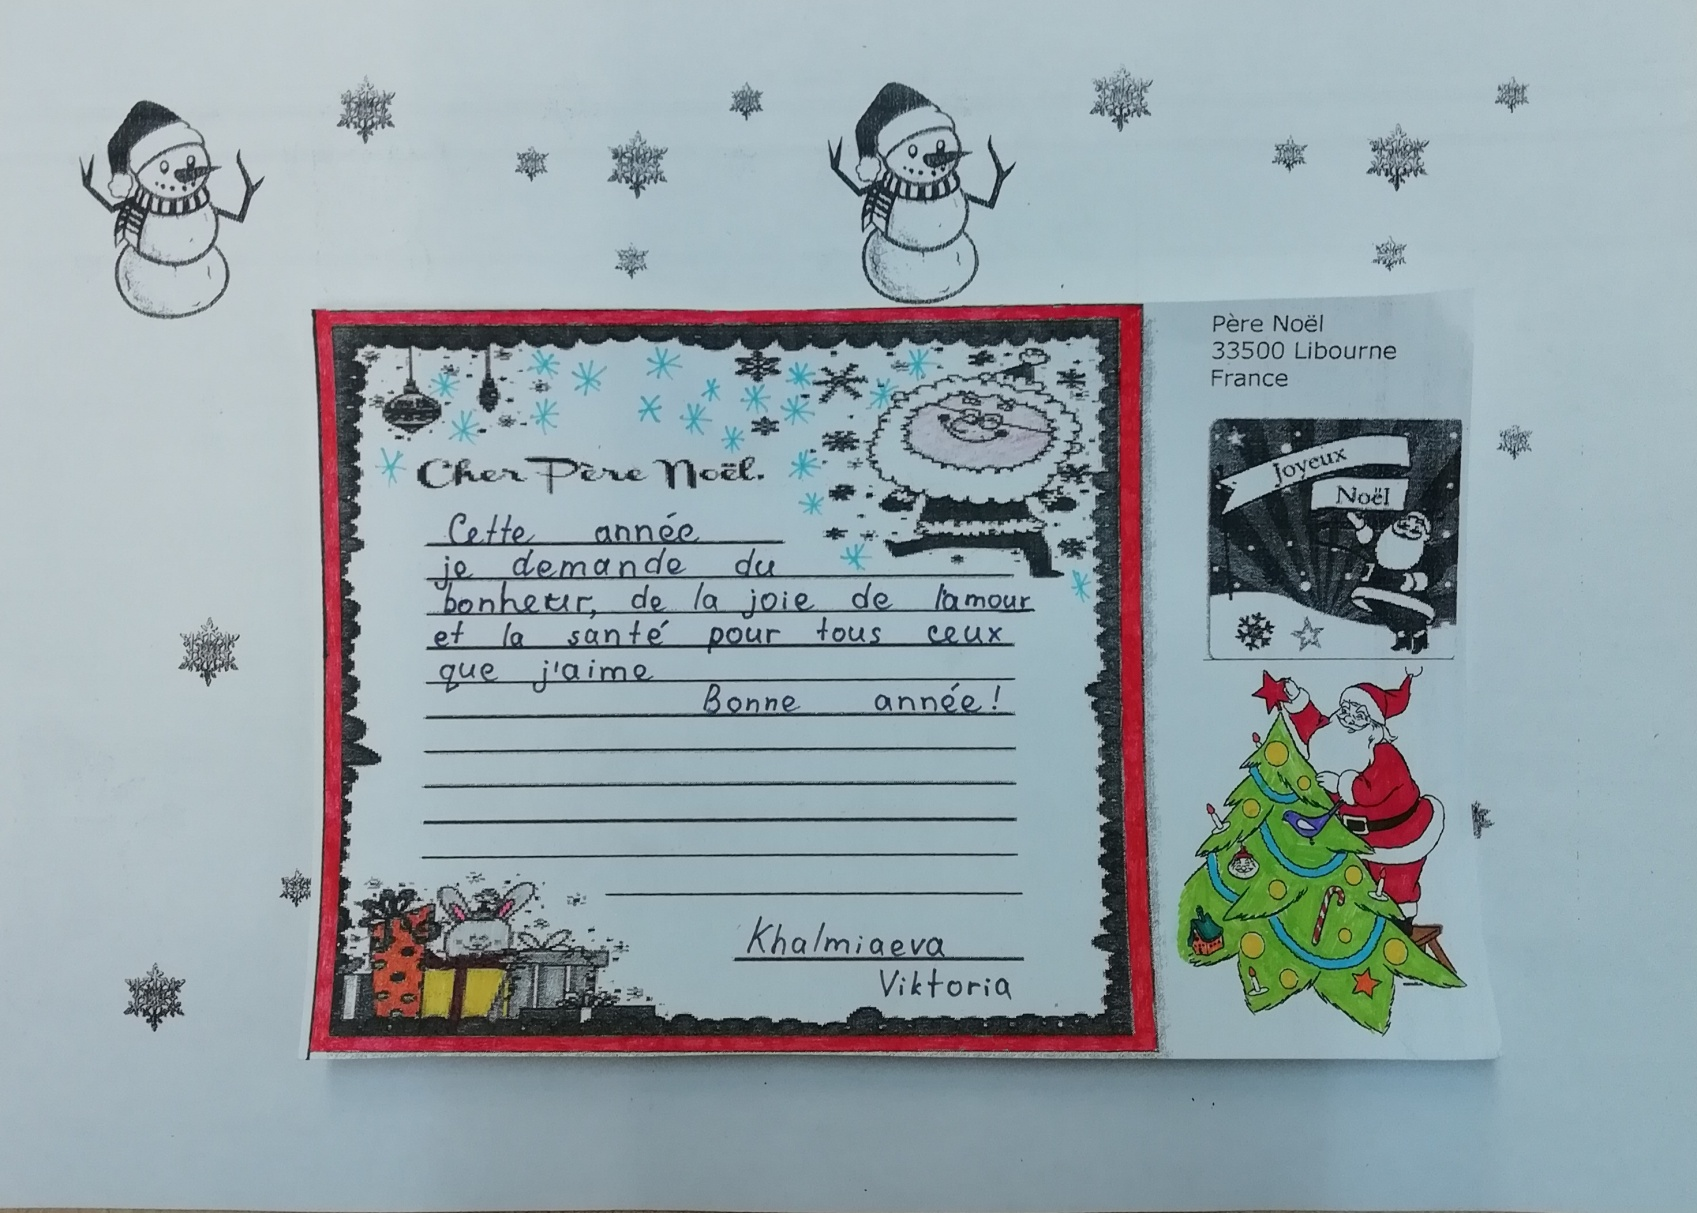 Père Noël
33500 Libourne
France
Joyeux
Noël
Cher Père Noël.
Cette année
je demande du
bonheur, de la joie de l'amour
et la santé pour tous ceux
que j'aime
Bonne année!
Khalmiaeva
Viktoria